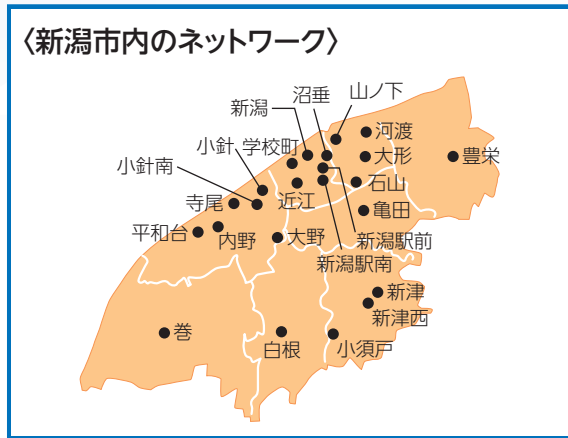 〈新潟市内のネットワーク〉
山ノ下
沼垂
新潟
河渡
小針
学校町
大形
豊栄
小針南
石山
近江
寺尾
亀田
平和台
内野
大野
新潟駅前
新潟駅南
新津
新津西
巻
白根
小須戸